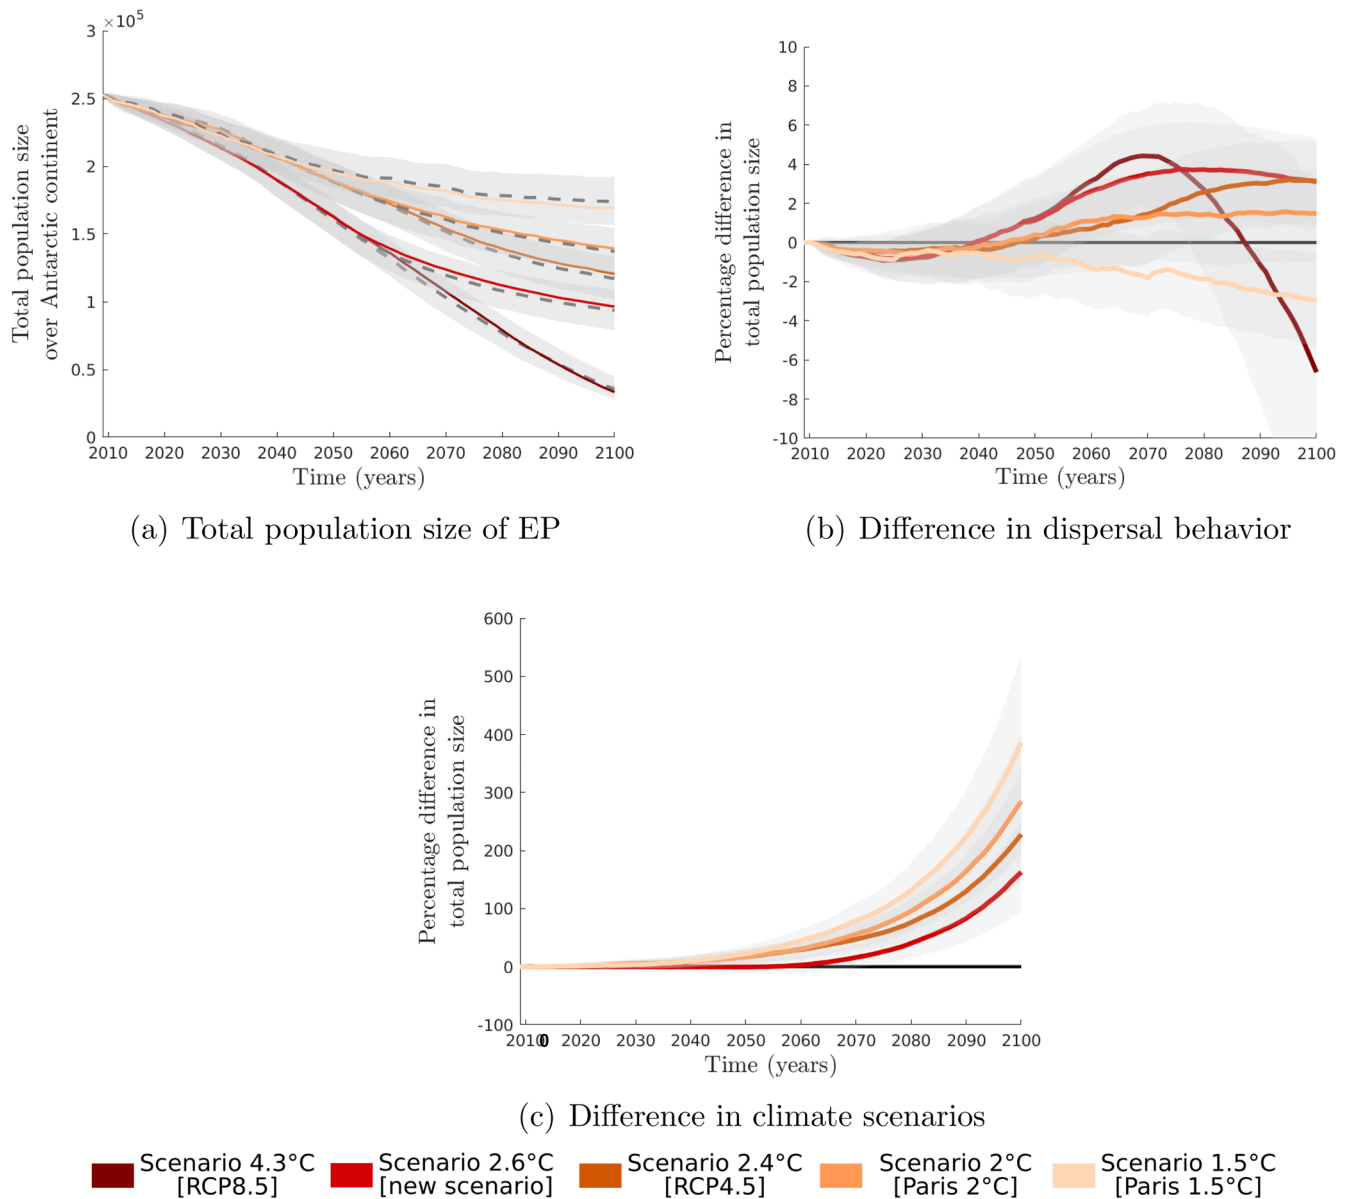 ×10⁵
3
2.5
2
1.5
1
0.5
0
Total population size
over Antarctic continent
2010 2020 2030 2040 2050 2060 2070 2080 2090 2100
Time (years)
(a) Total population size of EP
10
8
6
4
2
0
-2
-4
-6
-8
-10
Percentage difference in
total population size
2010 2020 2030 2040 2050 2060 2070 2080 2090 2100
Time (years)
(b) Difference in dispersal behavior
600
500
400
300
200
100
0
-100
Percentage difference in
total population size
2010 0 2020 2030 2040 2050 2060 2070 2080 2090 2100
Time (years)
(c) Difference in climate scenarios
Scenario 4.3°C
[RCP8.5]
Scenario 2.6°C
[new scenario]
Scenario 2.4°C
[RCP4.5]
Scenario 2°C
[Paris 2°C]
Scenario 1.5°C
[Paris 1.5°C]